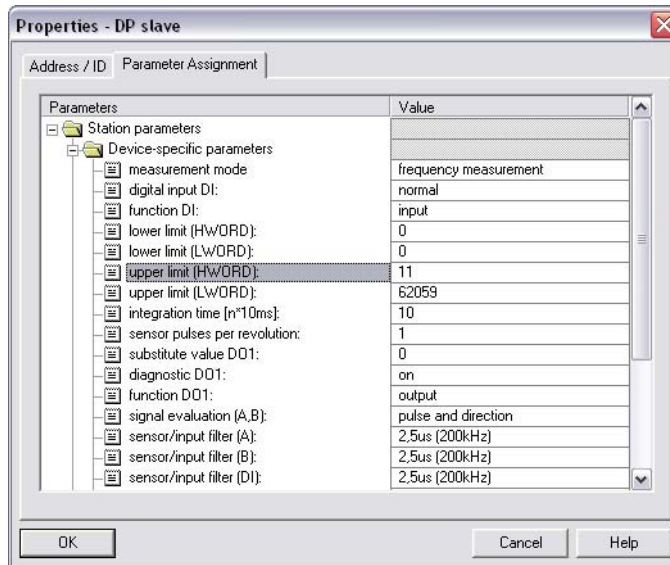 Properties - DP slave
Address / ID Parameter Assignment
Parameters Value
Station parameters
Device-specific parameters
measurement mode frequency measurement
digital input DI: normal
function DI: input
lower limit (HWORD): 0
lower limit (LWORD): 0
upper limit (HWORD): 11
upper limit (LWORD): 62059
integration time [n*10ms]: 10
sensor pulses per revolution: 1
substitute value DO1: 0
diagnostic DO1: on
function DO1: output
signal evaluation (A,B): pulse and direction
sensor/input filter (A): 2,5us (200kHz)
sensor/input filter (B): 2,5us (200kHz)
sensor/input filter (DI): 2,5us (200kHz)
OK Cancel Help